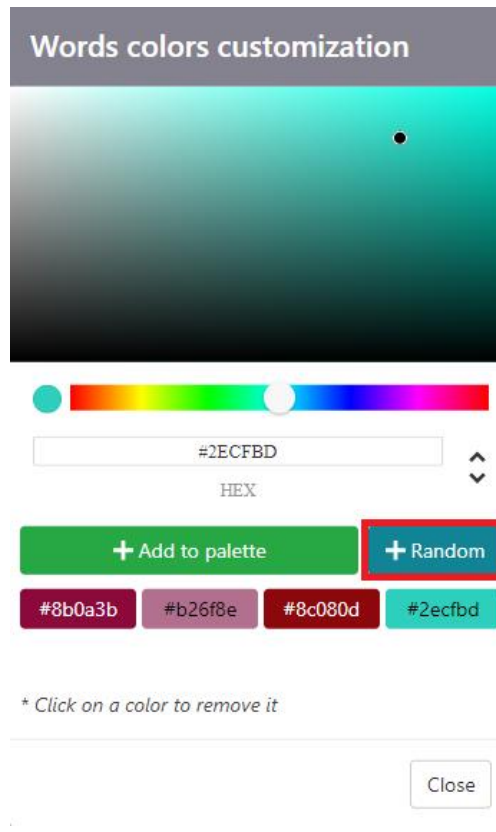 Words colors customization
#2ECFBD
HEX
+ Add to palette
+ Random
#8b0a3b #b26f8e #8c080d #2ecfbd
* Click on a color to remove it
Close